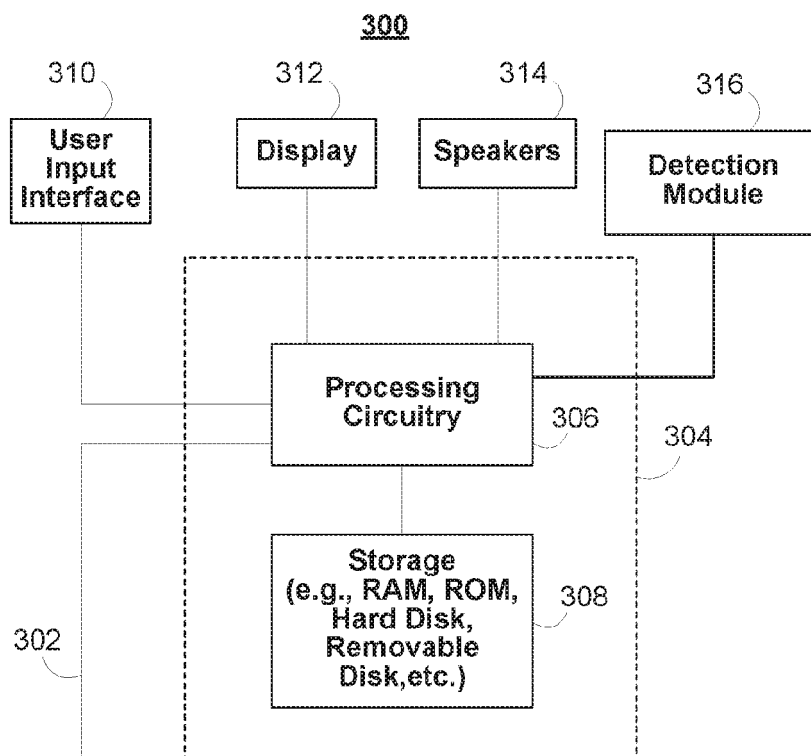 300
310
312
314
316
User
Input
Interface
Display
Speakers
Detection
Module
Processing
Circuitry
306
304
Storage
(e.g., RAM, ROM,
Hard Disk,
Removable
Disk,etc.)
308
302